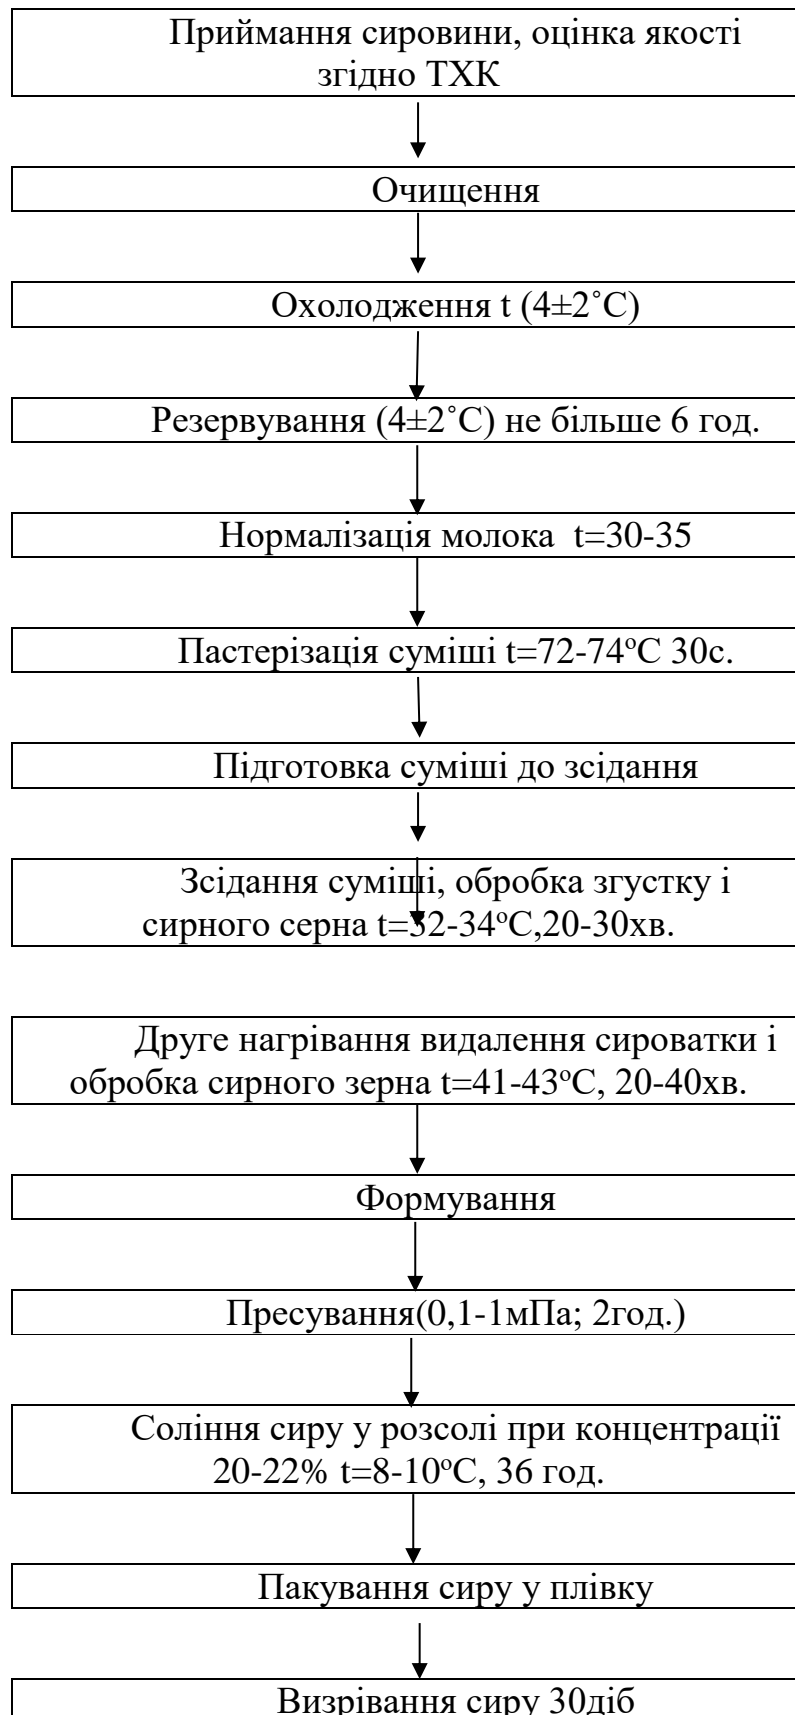 Приймання сировини, оцінка якості
згідно ТХК
Очищення
Охолодження t (4±2˚С)
Резервування (4±2˚С) не більше 6 год.
Нормалізація молока t=30-35
Пастерізація суміші t=72-74ºС 30с.
Підготовка суміші до зсідання
Зсідання суміші, обробка згустку і
сирного серна t=32-34ºС,20-30хв.
Друге нагрівання видалення сироватки і
обробка сирного зерна t=41-43ºС, 20-40хв.
Формування
Пресування(0,1-1мПа; 2год.)
Соління сиру у розсолі при концентрації
20-22% t=8-10ºС, 36 год.
Пакування сиру у плівку
Визрівання сиру 30діб